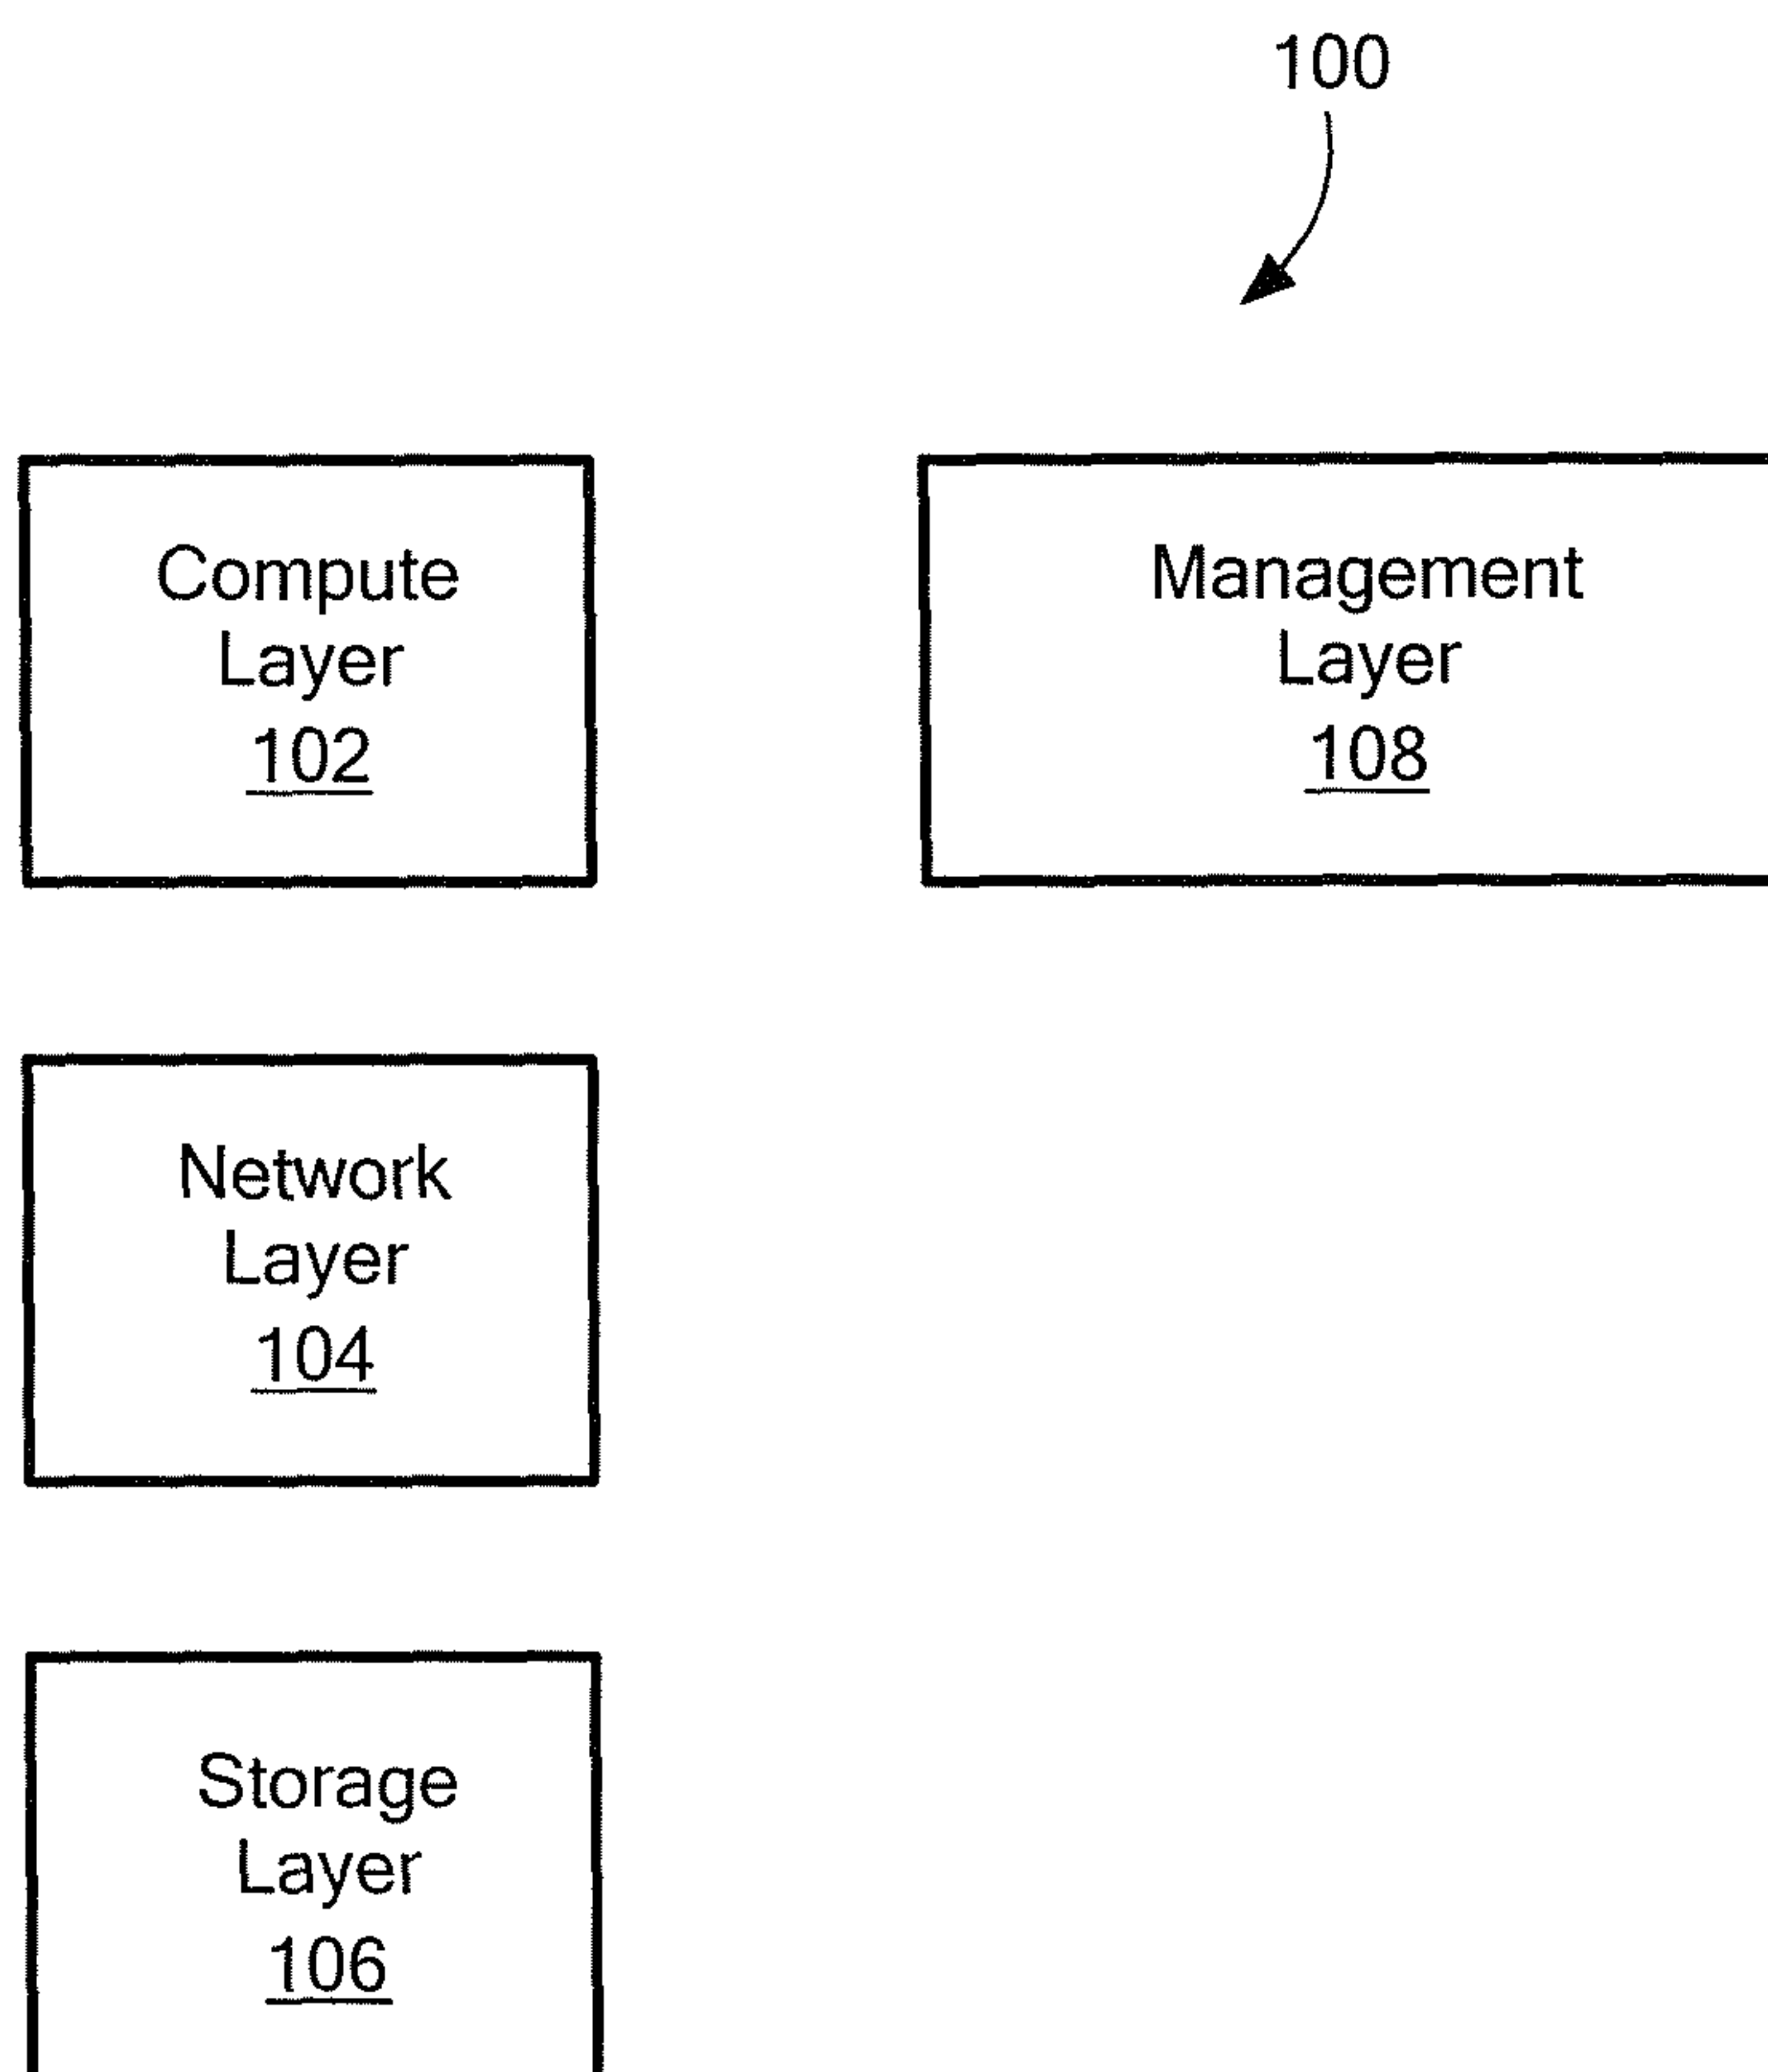 100
Compute
Layer
102
Management
Layer
108
Network
Layer
104
Storage
Layer
106